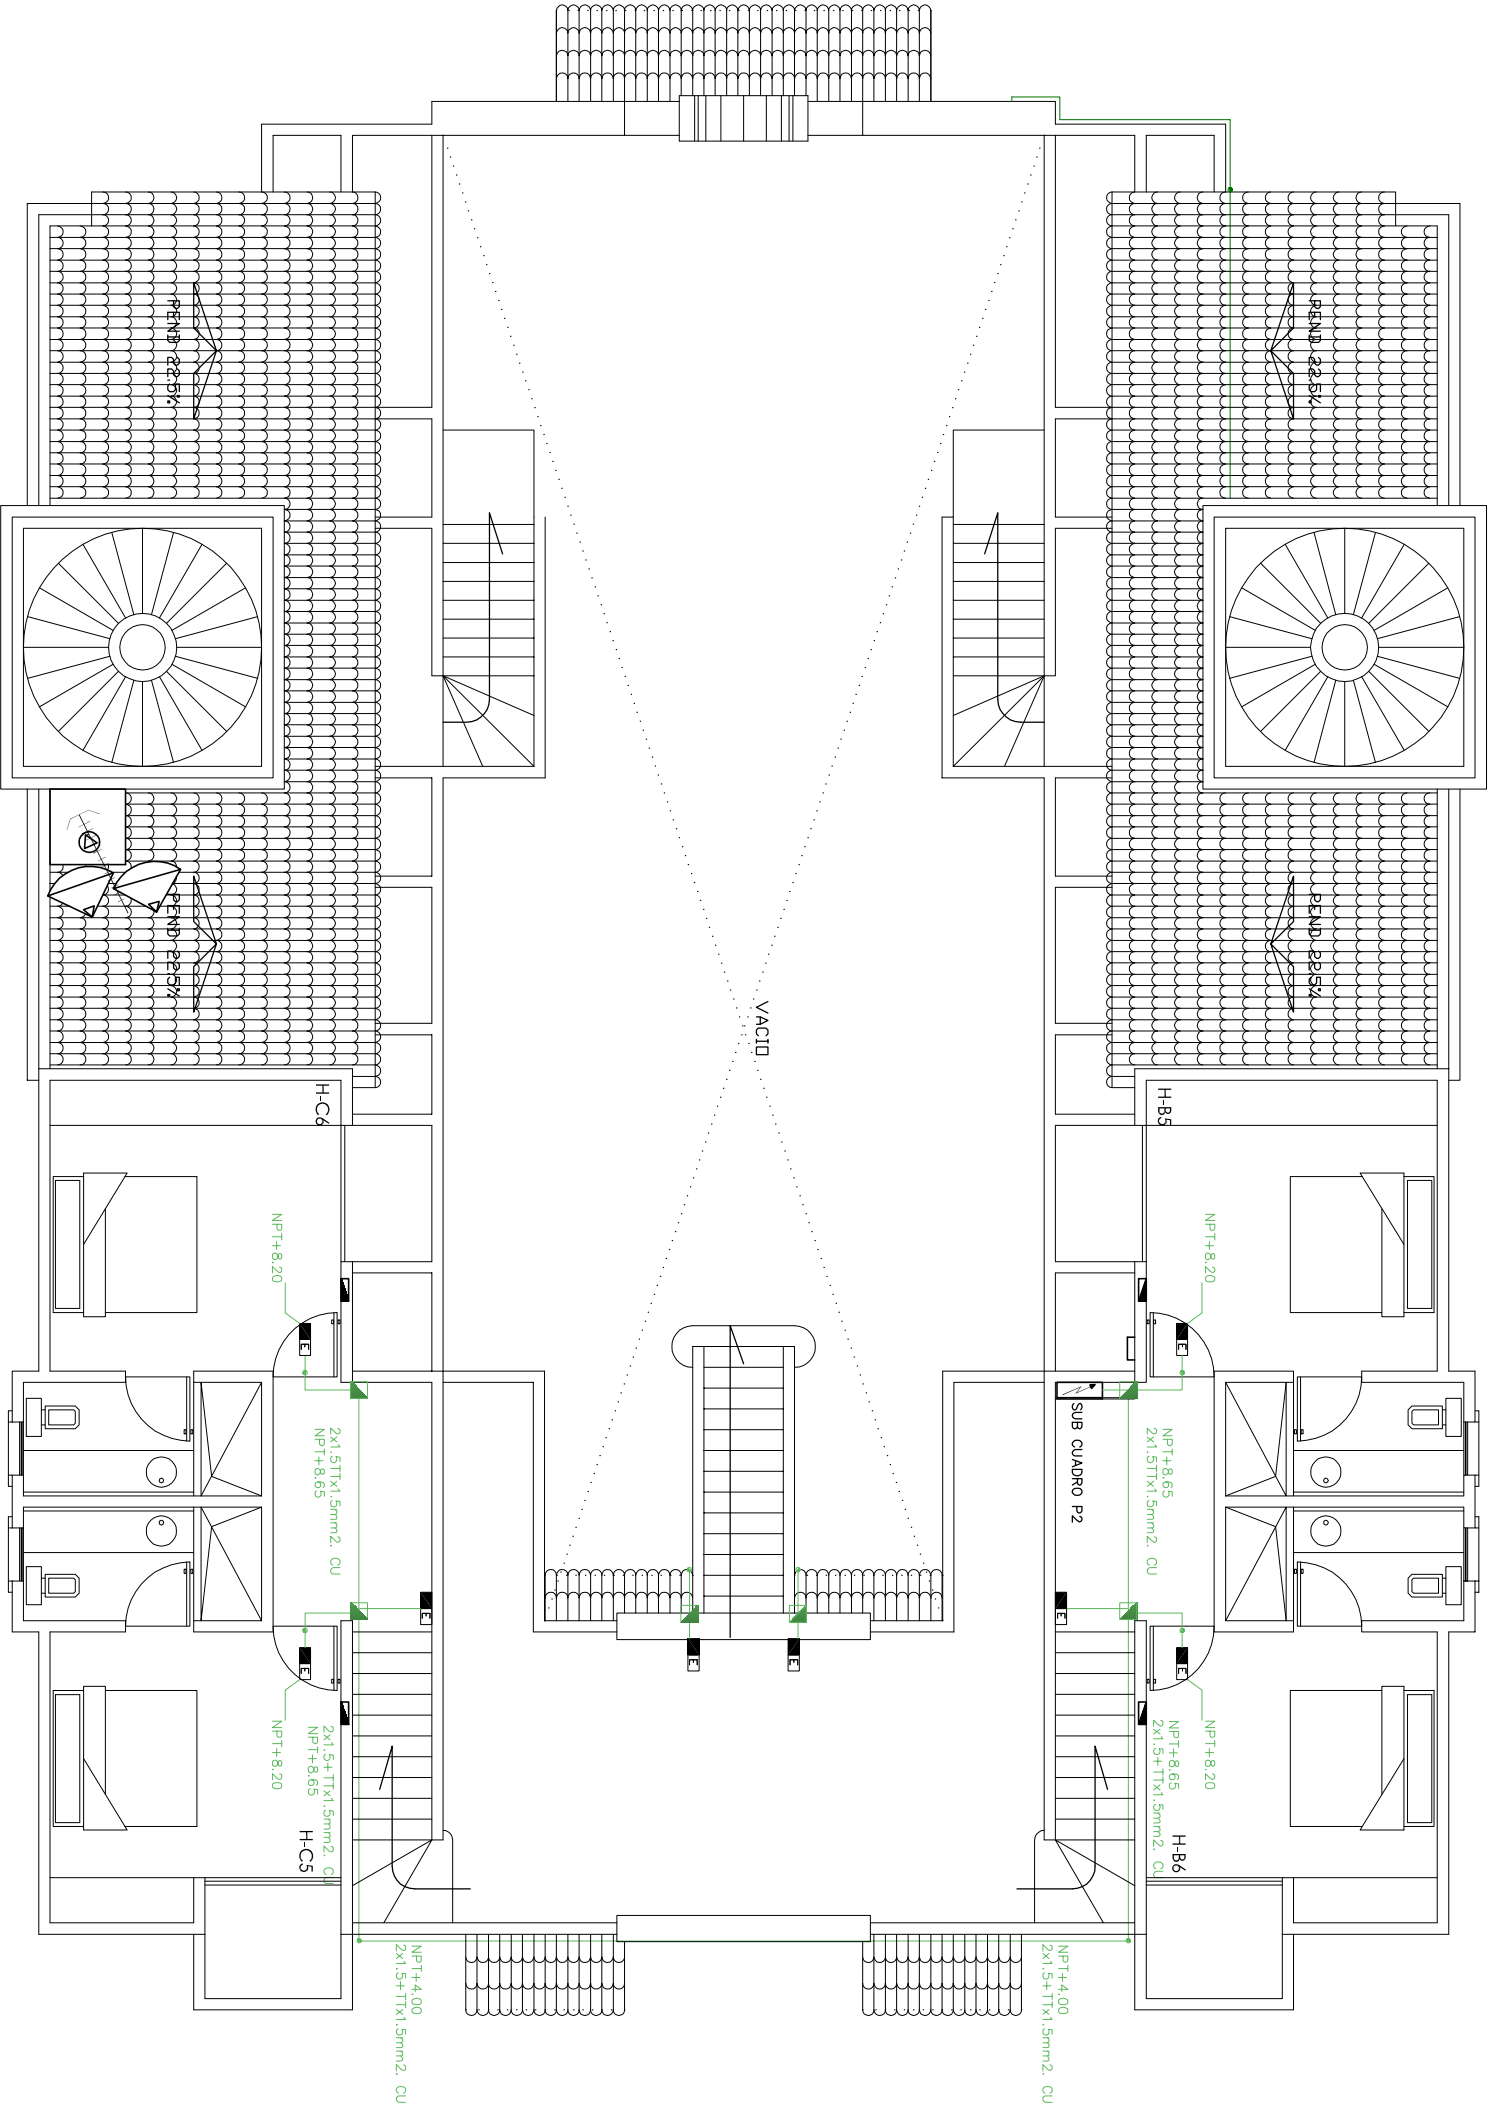 PEND 22.5%
PEND 22.5%
PEND 22.5%
PEND 22.5%
VACIO
H-C6
H-B5
NPT+8.20
NPT+8.20
E
E
2x1.5TTx1.5mm2. CU
NPT+8.65
SUB CUADRO P2
NPT+8.65
2x1.5TTx1.5mm2. CU
E
E
E
E
E
E
NPT+8.20
2x1.5+TTx1.5mm2. CU
NPT+8.65
NPT+8.20
NPT+8.65
2x1.5+TTx1.5mm2. CU
H-C5
H-B6
NPT+4.00
2x1.5+TTx1.5mm2. CU
NPT+4.00
2x1.5+TTx1.5mm2. CU